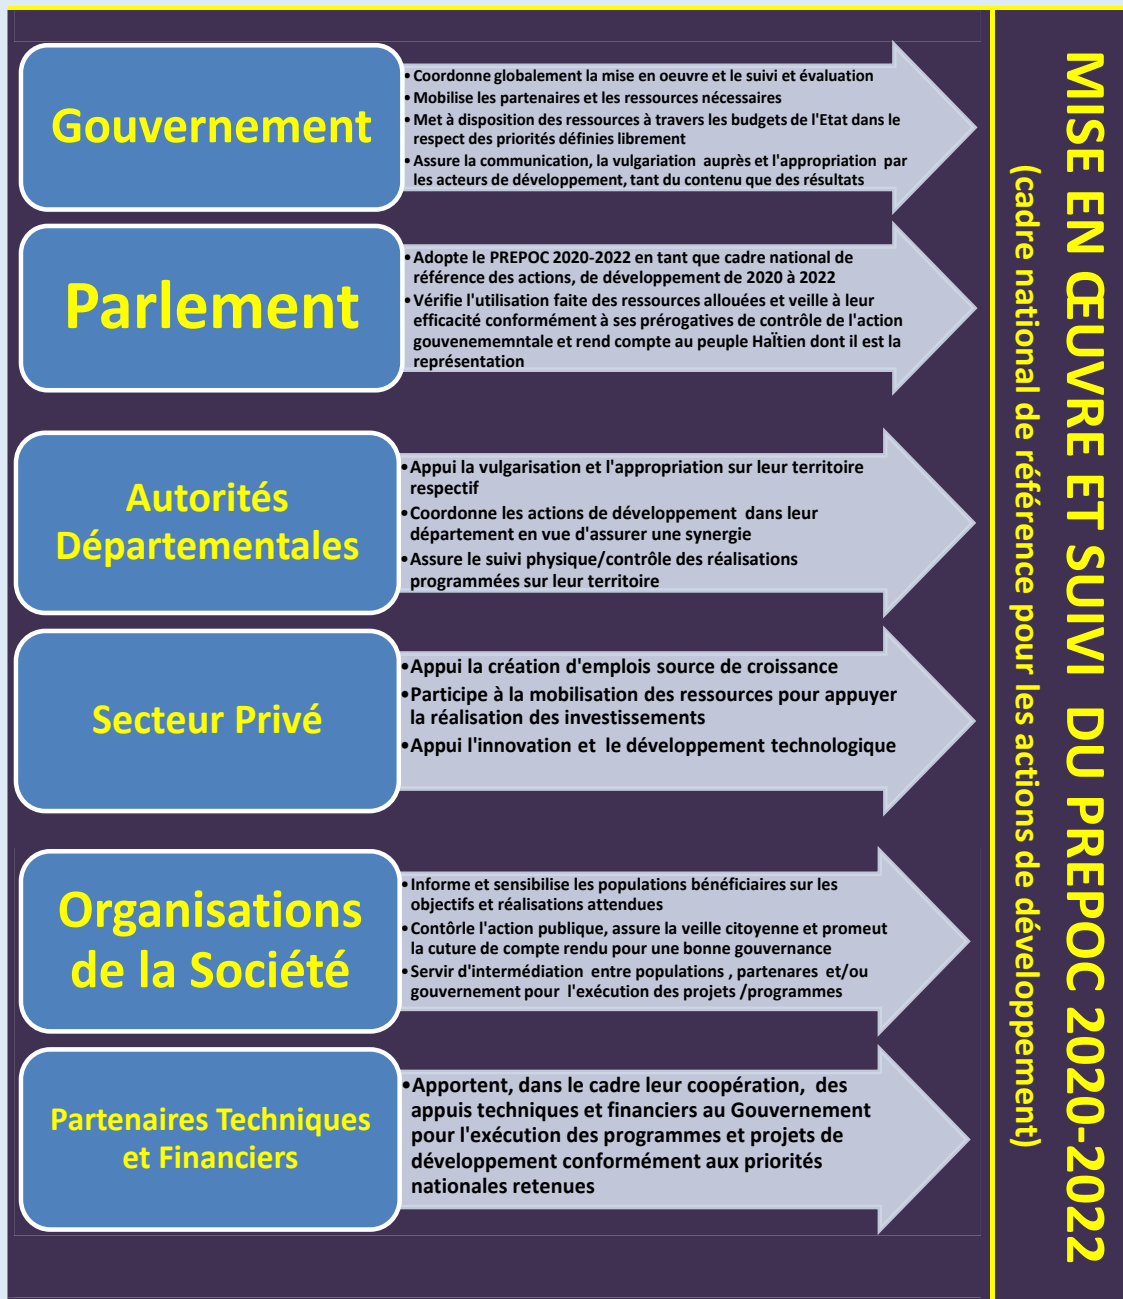 Gouvernement
•Coordonne globalement la mise en oeuvre et le suivi et évaluation
•Mobilise les partenaires et les ressources nécessaires
•Met à disposition des ressources à travers les budgets de l'Etat dans le
respect des priorités définies librement
•Assure la communication, la vulgariation auprès et l'appropriation par
les acteurs de développement, tant du contenu que des résultats
Parlement
•Adopte le PREPOC 2020-2022 en tant que cadre national de
référence des actions, de développement de 2020 à 2022
•Vérifie l'utilisation faite des ressources allouées et veille à leur
efficacité conformément à ses prérogatives de contrôle de l'action
gouvenememntale et rend compte au peuple HaÏtien dont il est la
représentation
Autorités
Départementales
•Appui la vulgarisation et l'appropriation sur leur territoire
respectif
•Coordonne les actions de développement dans leur
département en vue d'assurer une synergie
•Assure le suivi physique/contrôle des réalisations
programmées sur leur territoire
Secteur Privé
•Appui la création d'emplois source de croissance
•Participe à la mobilisation des ressources pour appuyer
la réalisation des investissements
•Appui l'innovation et le développement technologique
Organisations
de la Société
•Informe et sensibilise les populations bénéficiaires sur les
objectifs et réalisations attendues
•Contôrle l'action publique, assure la veille citoyenne et promeut
la cuture de compte rendu pour une bonne gouvernance
•Servir d'intermédiation entre populations , partenares et/ou
gouvernement pour l'exécution des projets /programmes
Partenaires Techniques
et Financiers
•Apportent, dans le cadre leur coopération, des
appuis techniques et financiers au Gouvernement
pour l'exécution des programmes et projets de
développement conformément aux priorités
nationales retenues
MISE EN ŒUVRE ET SUIVI DU PREPOC 2020-2022
(cadre national de référence pour les actions de développement)